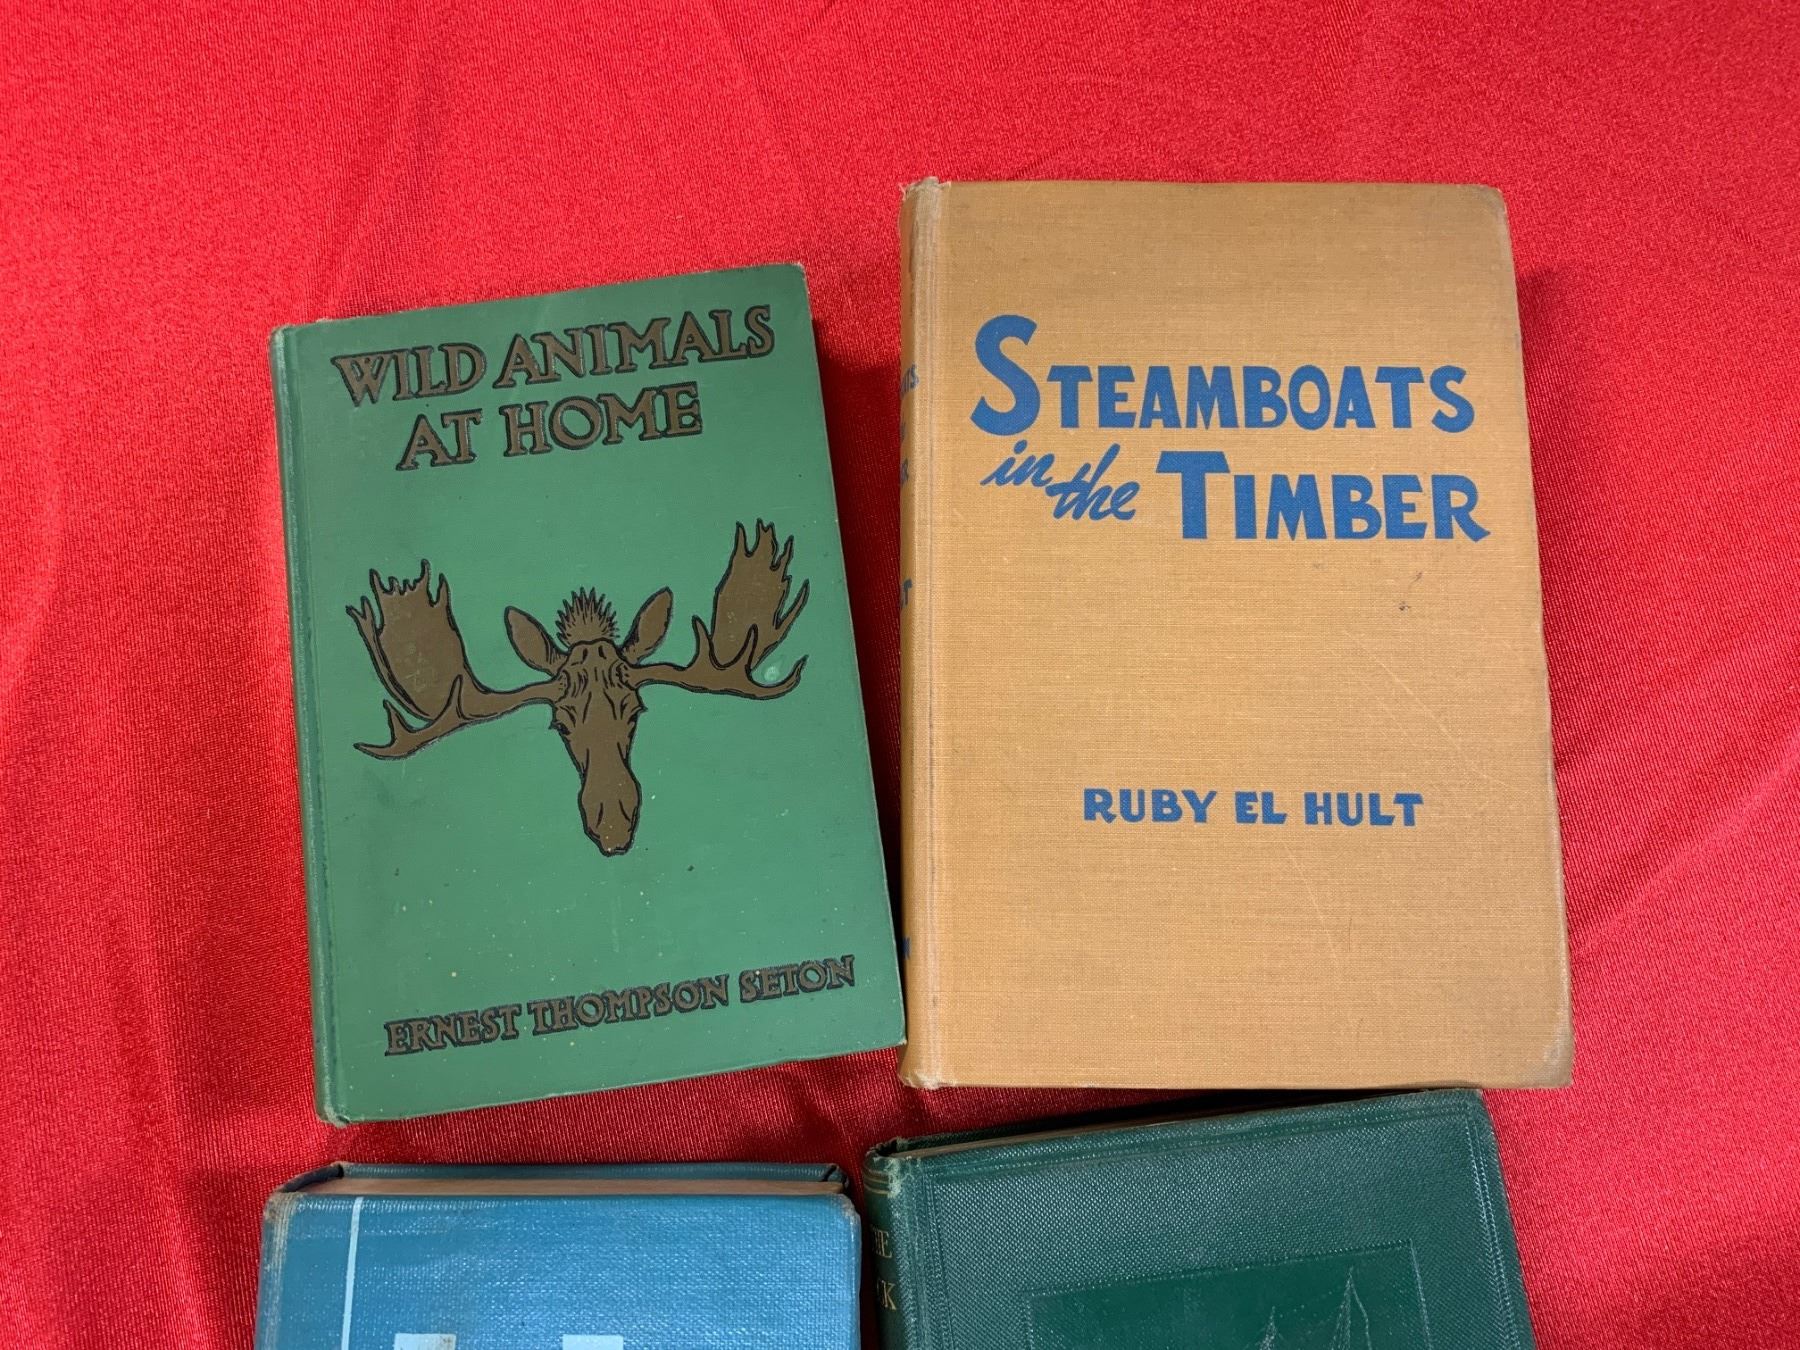 WILD ANIMALS
AT HOME
ERNEST THOMPSON SETON
STEAMBOATS
in the TIMBER
RUBY EL HULT